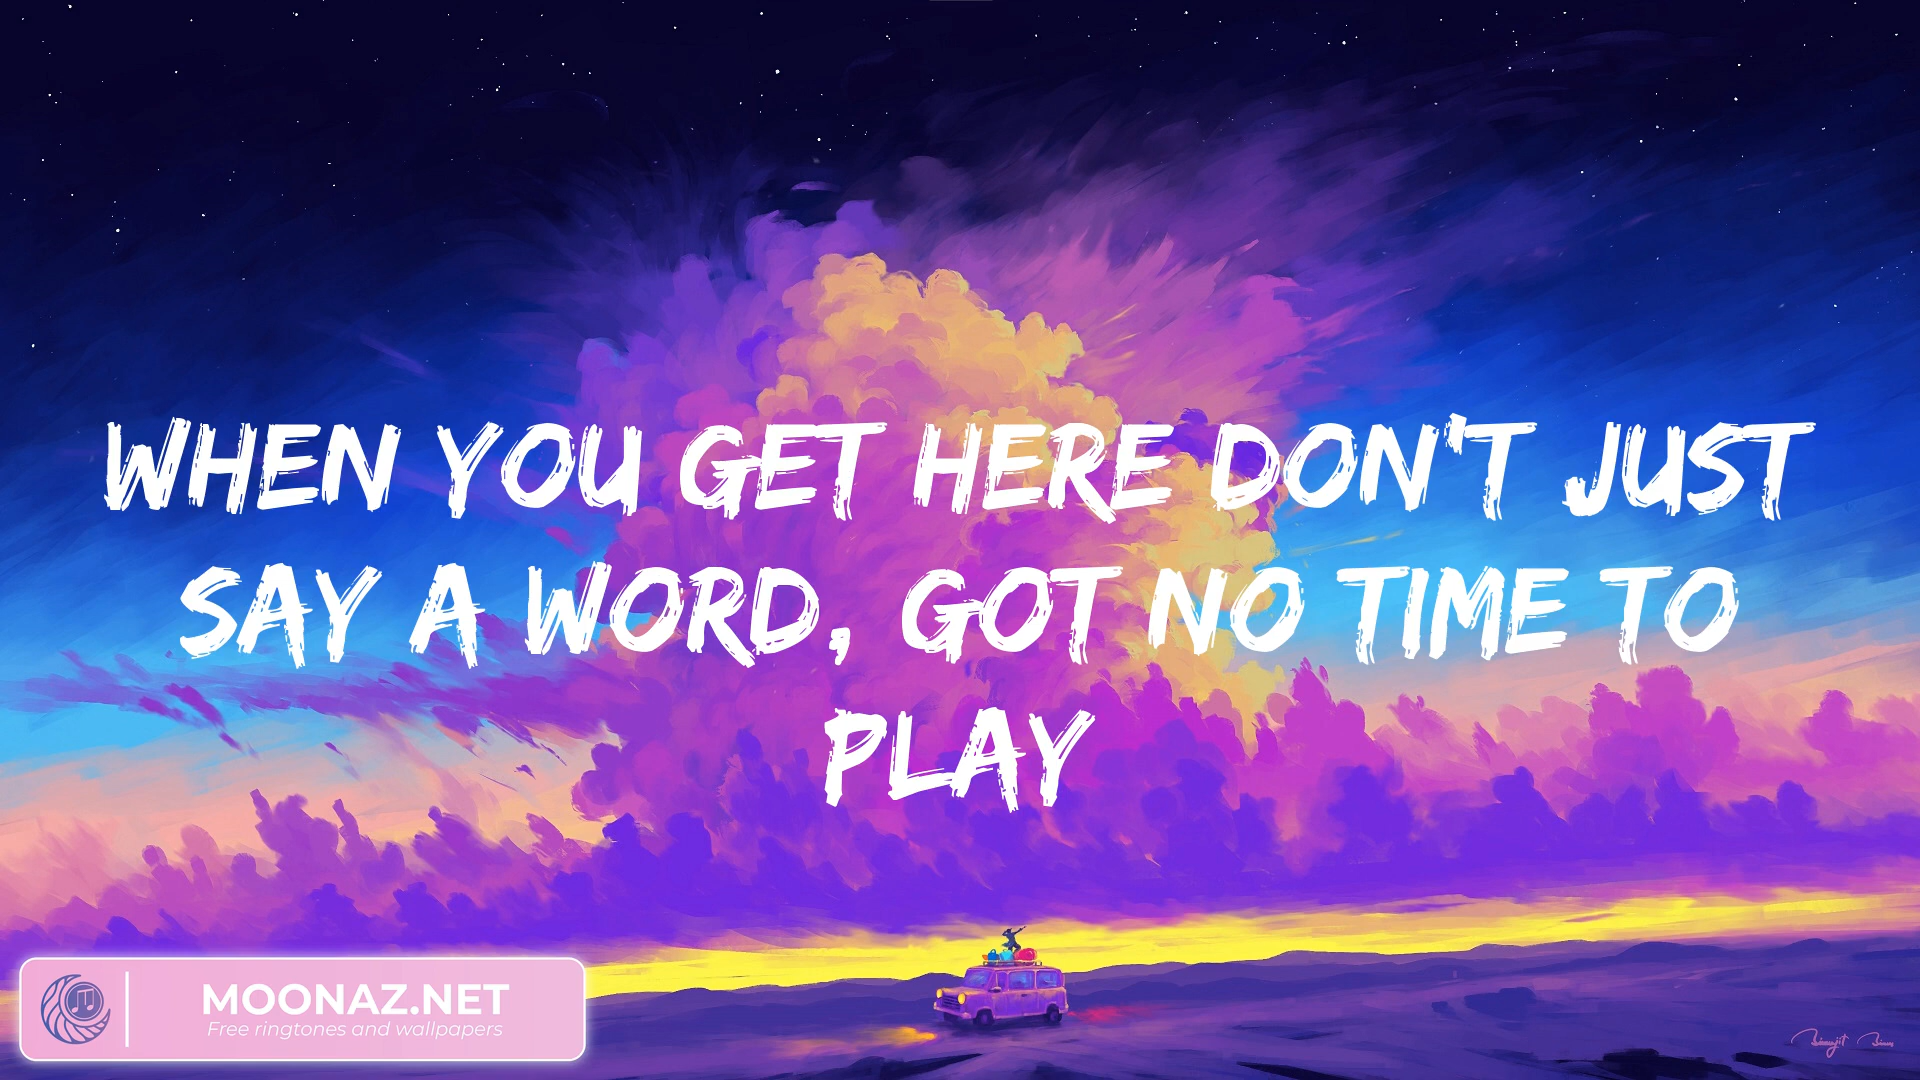 WHEN YOU GET HERE DON'T JUST
SAY A WORD, GOT NO TIME TO
PLAY
MOONAZ.NET
Free ringtones and wallpapers